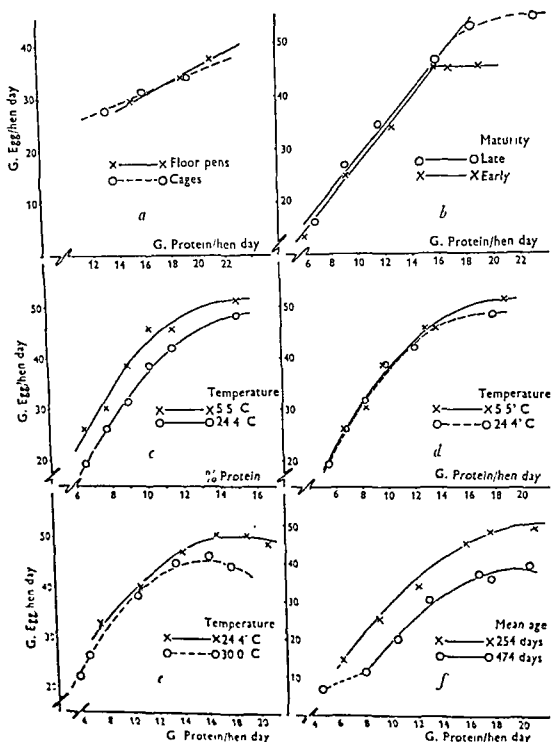 G. Egg/hen day
40
30
20
10
×——× Floor pens
O---O Cages
a
12 14 16 18 20 22
G. Protein/hen day
50
40
30
20
Maturity
O——O Late
×——× Early
b
G. Protein/hen day
6 8 10 12 14 16 18 20 22
G. Egg/hen day
50
40
30
20
Temperature
×——× 5 5° C
O——O 24 4° C
c
% Protein
6 8 10 12 14 16
50
40
30
20
Temperature
×——× 5 5° C
O---O 24 4° C
d
G. Protein/hen day
6 8 10 12 14 16 18 20
G. Egg/hen day
50
40
30
20
Temperature
×——× 24 4° C
O---O 30 0 C
e
6 8 10 12 14 16 18 20
G. Protein/hen day
50
40
30
20
10
Mean age
×——× 254 days
O——O 474 days
f
6 8 10 12 14 16 18 20
G. Protein/hen day